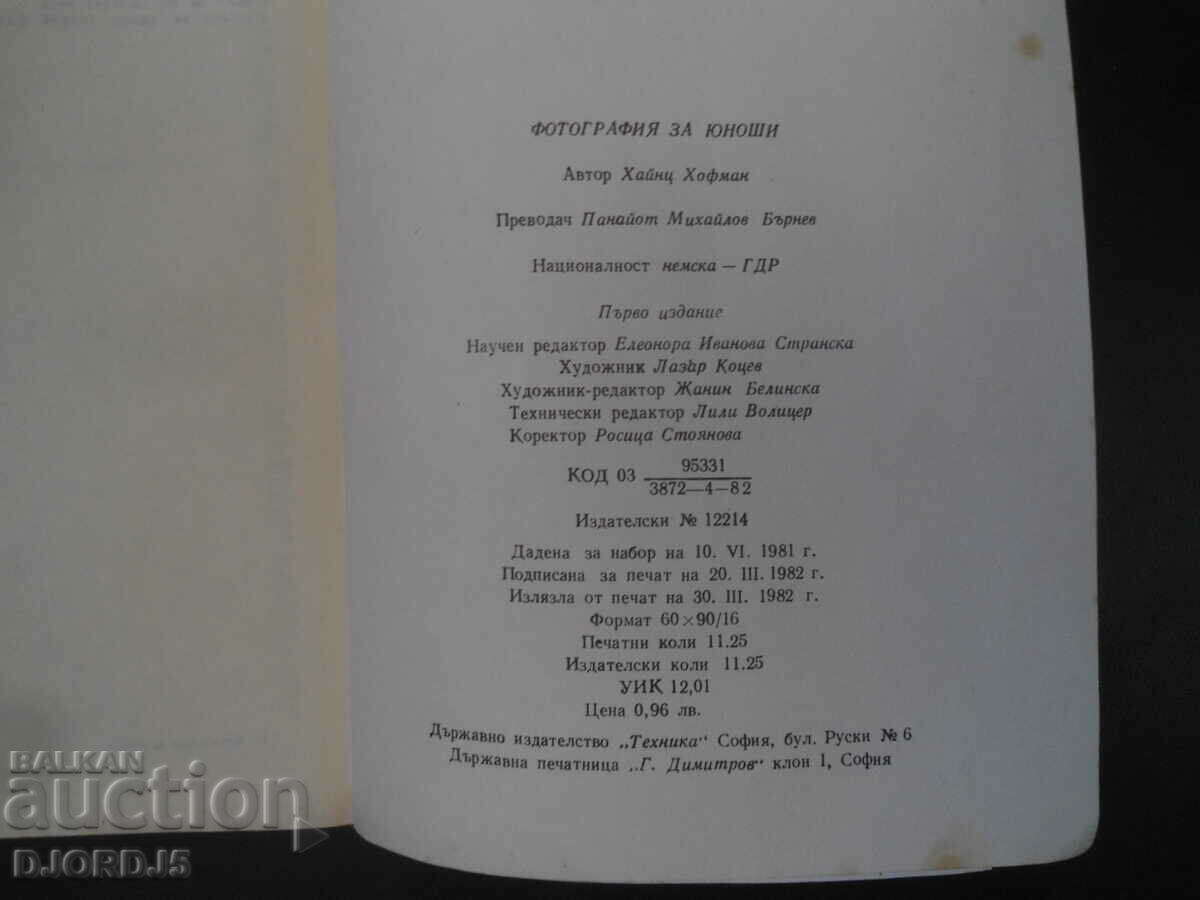 ФОТОГРАФИЯ ЗА ЮНОШИ
Автор Хайнц Хофман
Преводач Панайот Михайлов Бърнев
Националност немска — ГДР
Първо издание
Научен редактор Елеонора Иванова Странска
Художник Лазър Коцев
Художник-редактор Жанин Белинска
Технически редактор Лили Волицер
Коректор Росица Стоянова
КОД 03 95331
3872—4—82
Издателски № 12214
Дадена за набор на 10. VI. 1981 г.
Подписана за печат на 20. III. 1982 г.
Излязла от печат на 30. III. 1982 г.
Формат 60×90/16
Печатни коли 11.25
Издателски коли 11.25
УИК 12,01
Цена 0,96 лв.
Държавно издателство „Техника“ София, бул. Руски № 6
Държавна печатница „Г. Димитров“ клон 1, София
BALKAN
auction
DJORDJ5